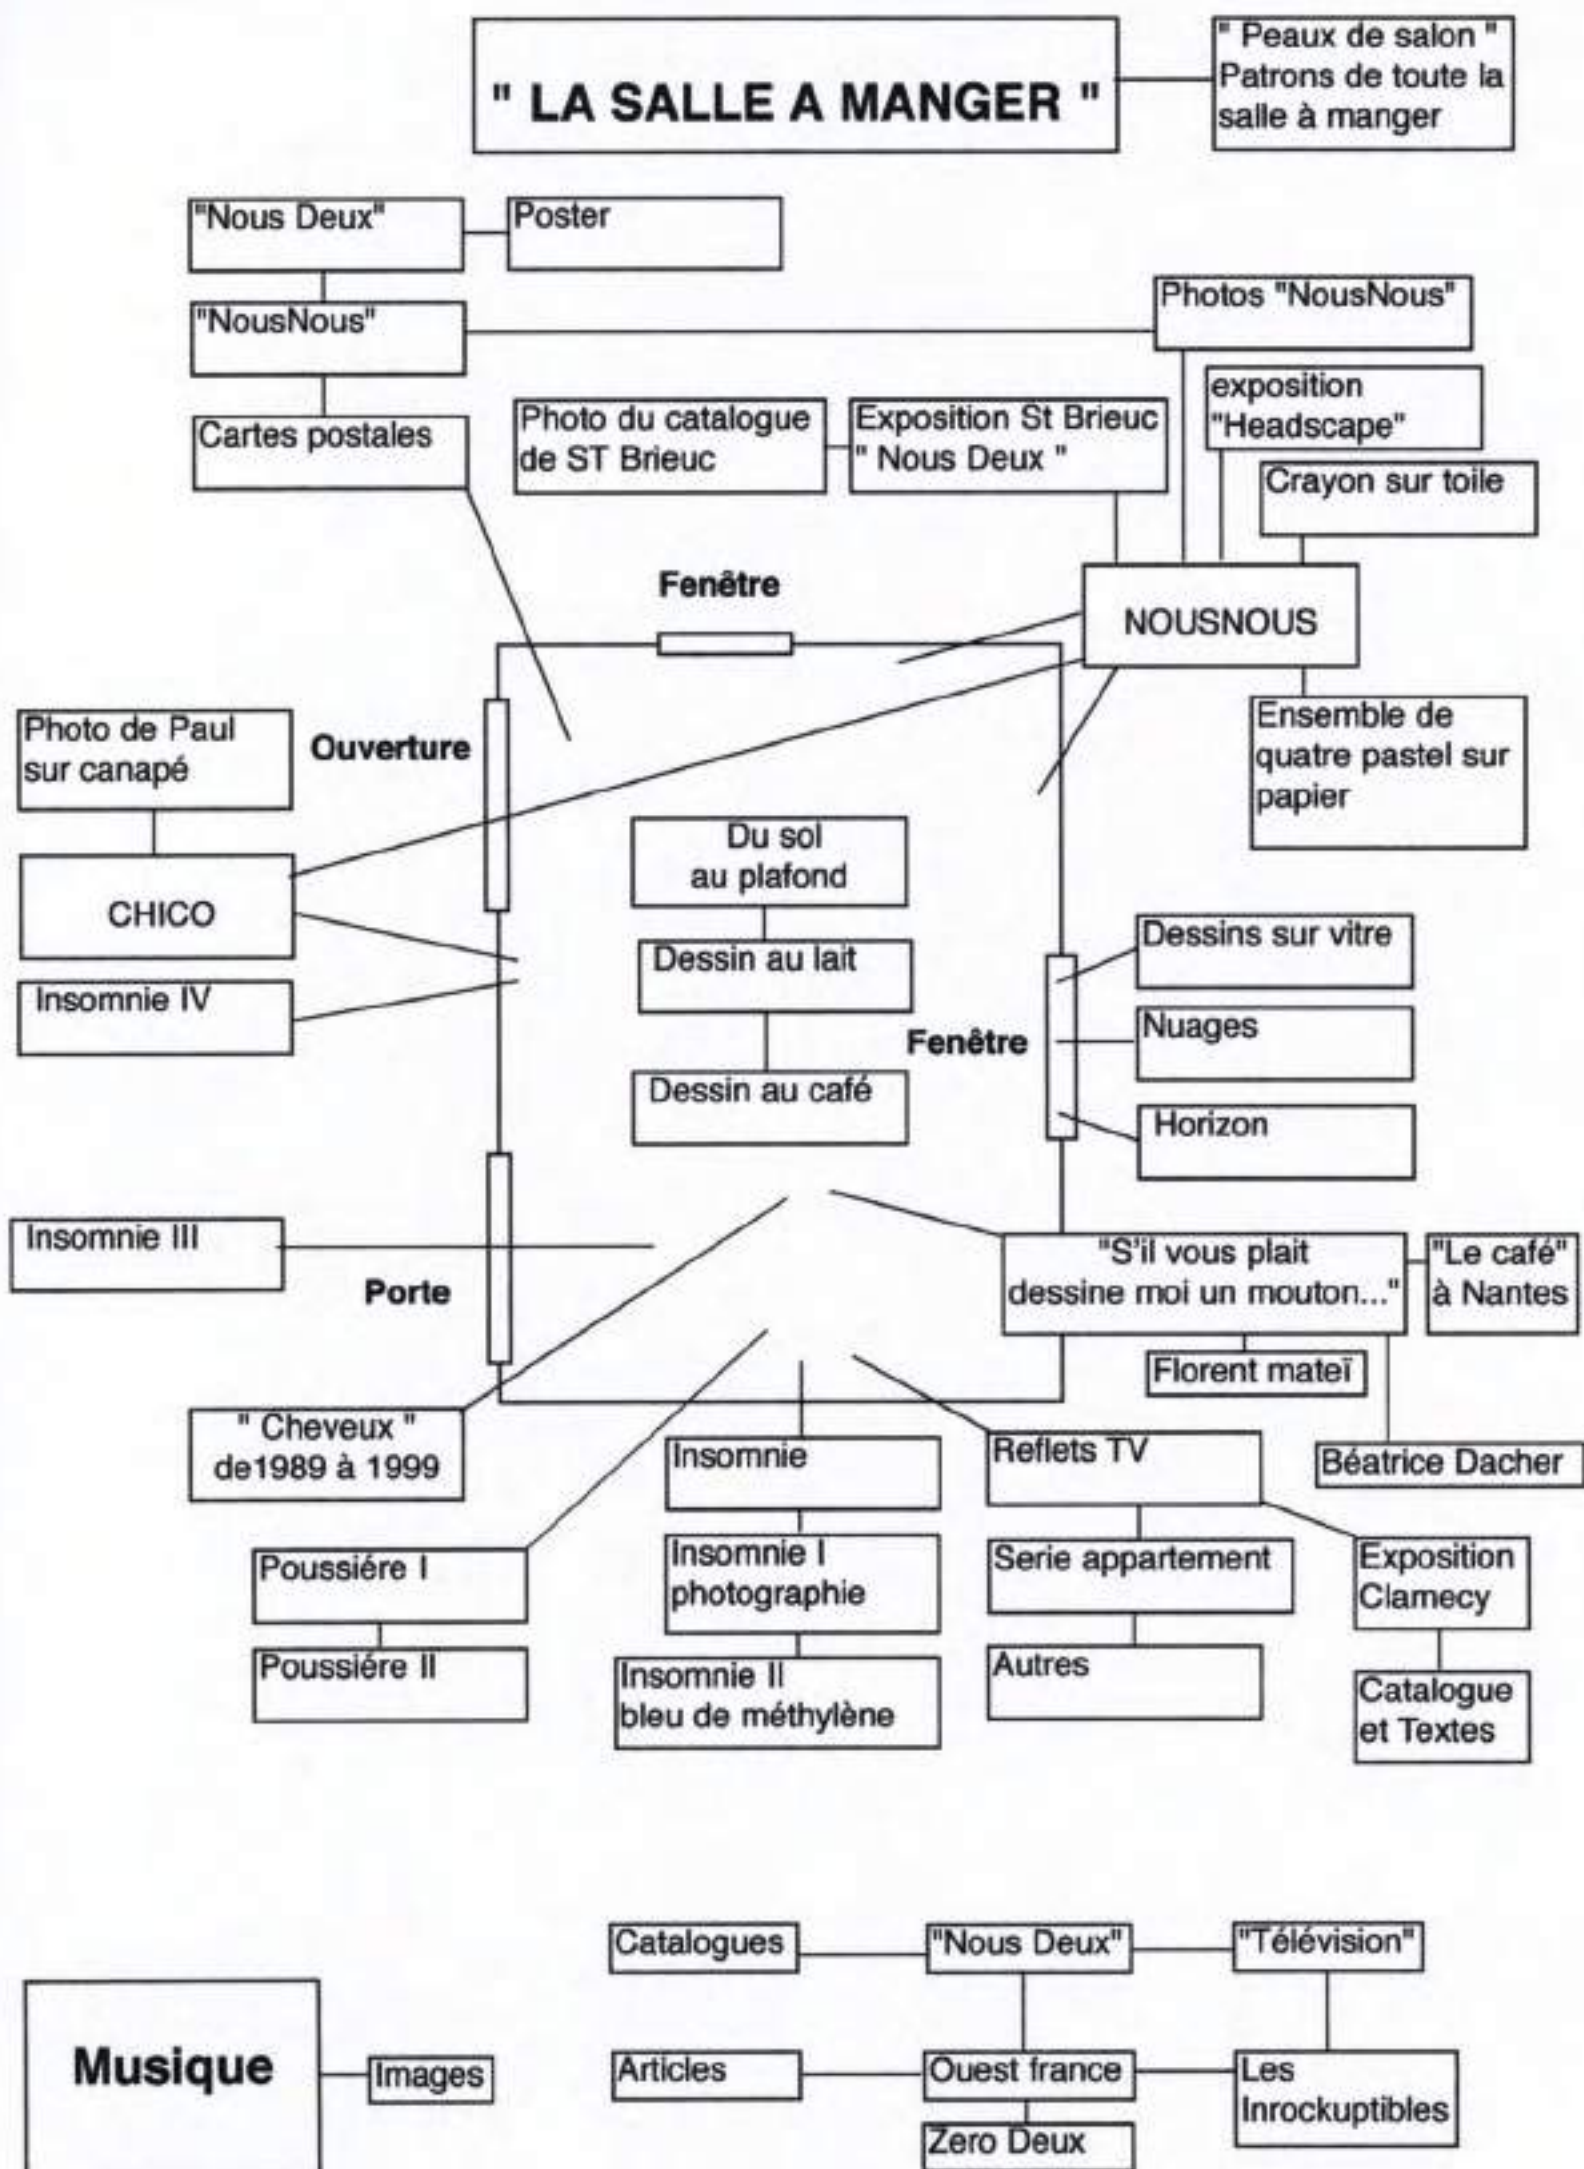 " LA SALLE A MANGER "
" Peaux de salon "
Patrons de toute la
salle à manger
"Nous Deux"
Poster
"NousNous"
Photos "NousNous"
Cartes postales
Photo du catalogue
de ST Brieuc
Exposition St Brieuc
" Nous Deux "
exposition
"Headscape"
Crayon sur toile
Fenêtre
NOUSNOUS
Photo de Paul
sur canapé
Ouverture
Ensemble de
quatre pastel sur
papier
CHICO
Du sol
au plafond
Dessin au lait
Dessin au café
Insomnie IV
Fenêtre
Dessins sur vitre
Nuages
Horizon
Insomnie III
Porte
"S'il vous plait
dessine moi un mouton..."
"Le café"
à Nantes
Florent mateï
Béatrice Dacher
" Cheveux "
de1989 à 1999
Insomnie
Reflets TV
Poussiére I
Insomnie I
photographie
Serie appartement
Exposition
Clamecy
Poussiére II
Insomnie II
bleu de méthylène
Autres
Catalogue
et Textes
Catalogues
"Nous Deux"
"Télévision"
Musique
Images
Articles
Ouest france
Les
Inrockuptibles
Zero Deux